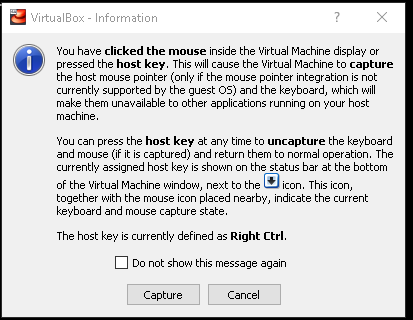 VirtualBox - Information
You have clicked the mouse inside the Virtual Machine display or
pressed the host key. This will cause the Virtual Machine to capture
the host mouse pointer (only if the mouse pointer integration is not
currently supported by the guest OS) and the keyboard, which will
make them unavailable to other applications running on your host
machine.
You can press the host key at any time to uncapture the keyboard
and mouse (if it is captured) and return them to normal operation. The
currently assigned host key is shown on the status bar at the bottom
of the Virtual Machine window, next to the icon. This icon,
together with the mouse icon placed nearby, indicate the current
keyboard and mouse capture state.
The host key is currently defined as Right Ctrl.
Do not show this message again
Capture Cancel